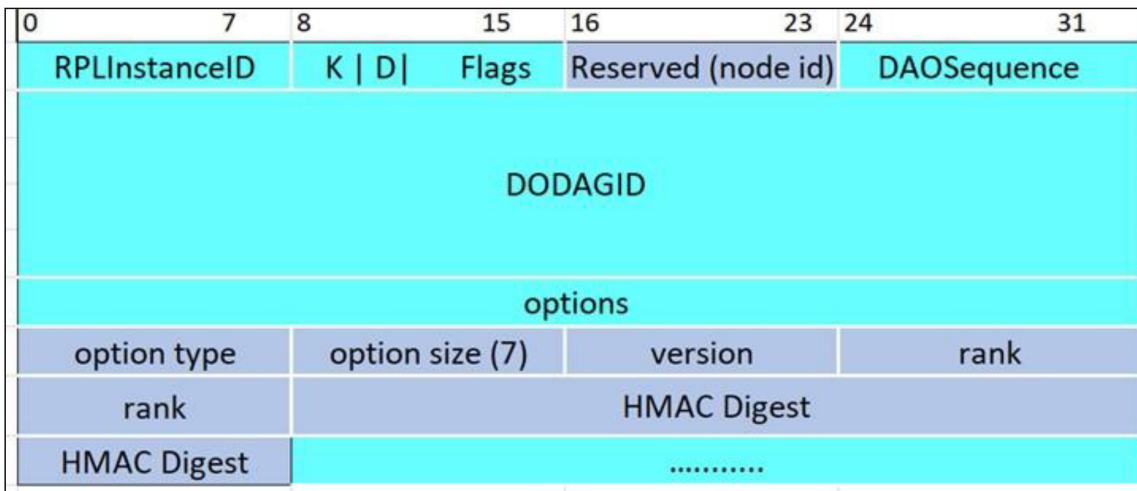 0 7 8 15 16 23 24 31
RPLInstanceID K | D| Flags Reserved (node id) DAOSequence
DODAGID
options
option type option size (7) version rank
rank HMAC Digest
HMAC Digest ...........